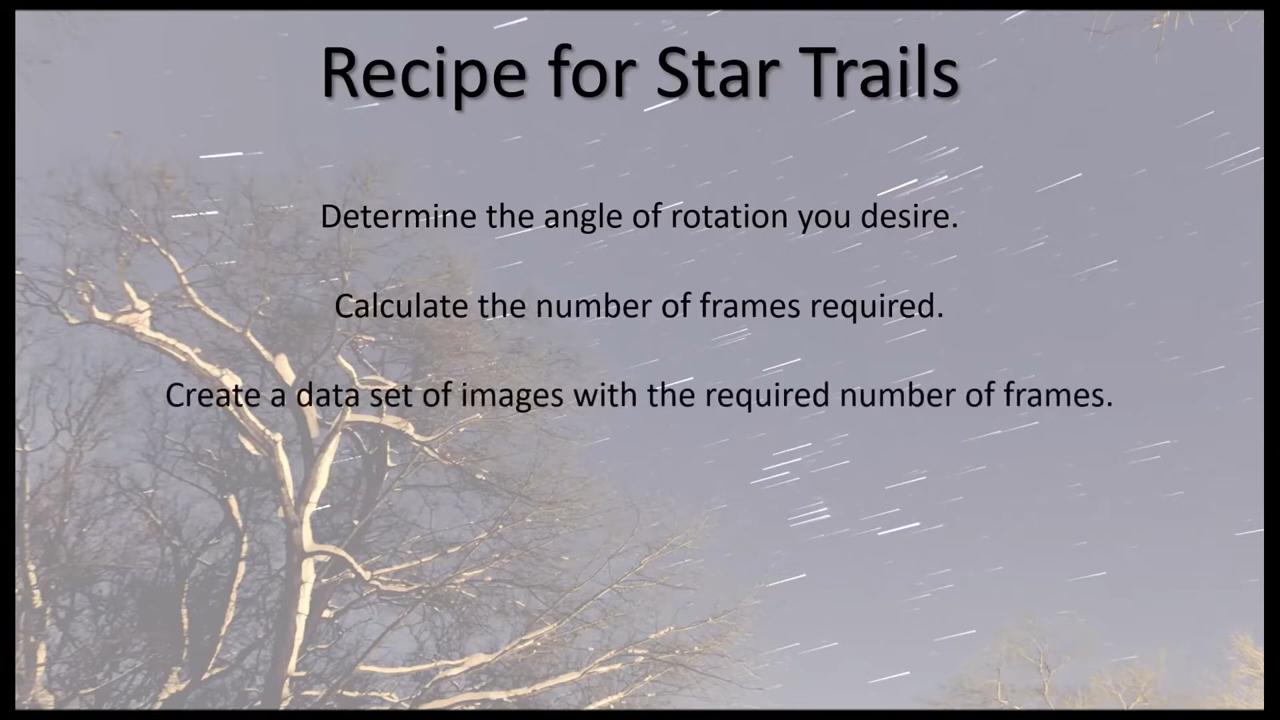 Recipe for Star Trails
Determine the angle of rotation you desire.
Calculate the number of frames required.
Create a data set of images with the required number of frames.